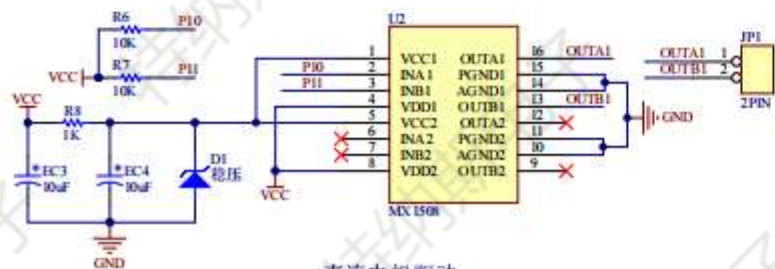 U2
JP1
R6
P10
10K
R7
P11
VCC
10K
VCC
R8
1K
EC3
10uF
EC4
10uF
D1
稳压
GND
VCC
P10
P11
1 VCC1 OUTA1 16 OUTA1
2 INA1 PGND1 15
3 INB1 AGND1 14
4 VDD1 OUTB1 13 OUTB1
5 VCC2 OUTA2 12
6 INA2 PGND2 11
7 INB2 AGND2 10
8 VDD2 OUTB2 9
MX1508
GND
OUTA1 1
OUTB1 2
2PIN